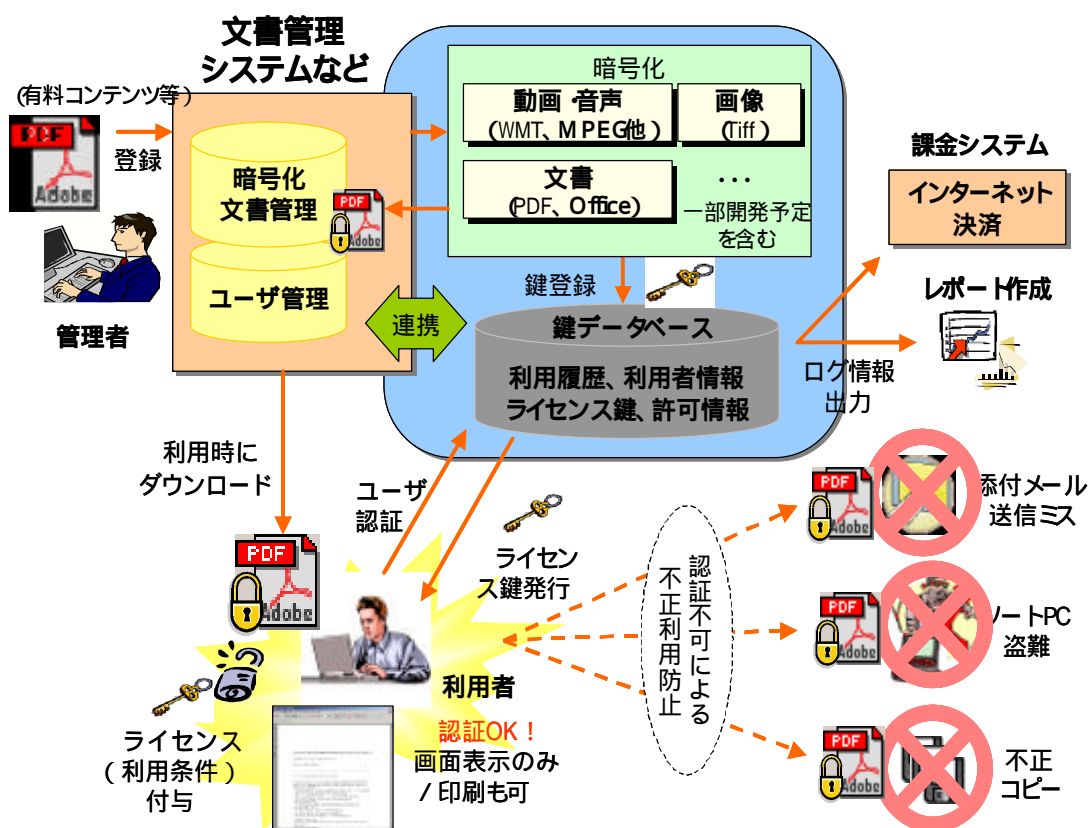 文書管理
システムなど
(有料コンテンツ等)
PDF
Adobe
登録
管理者
暗号化
文書管理
PDF
Adobe
ユーザ管理
連携
暗号化
動画・音声
(WMT、MPEG他)
画像
(Tiff)
文書
(PDF、Office)
・・・
一部開発予定
を含む
鍵登録
鍵データベース
利用履歴、利用者情報
ライセンス鍵、許可情報
課金システム
インターネット
決済
レポート作成
ログ情報
出力
利用時に
ダウンロード
ユーザ
認証
ライセン
ス鍵発行
PDF
Adobe
利用者
認証OK！
画面表示のみ
/印刷も可
ライセンス
(利用条件)
付与
認証不可による
不正利用防止
PDF
Adobe
添付メール
送信ミス
PDF
Adobe
ノートPC
盗難
PDF
Adobe
不正
コピー